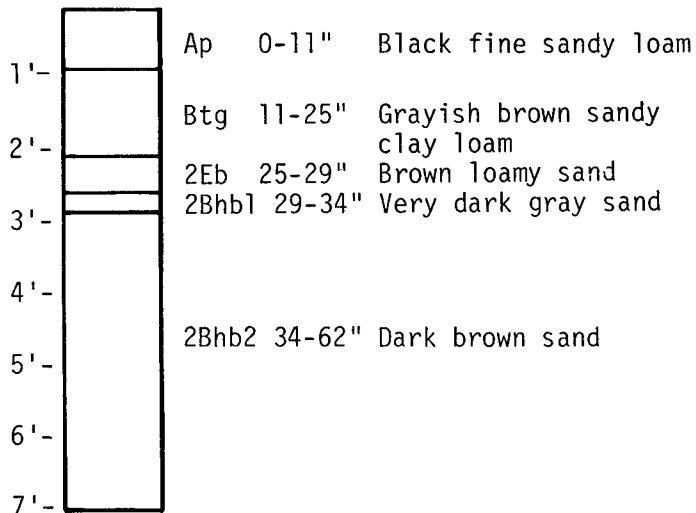 Ap 0-11" Black fine sandy loam
1'-
Btg 11-25" Grayish brown sandy
clay loam
2'-
2Eb 25-29" Brown loamy sand
2Bhb1 29-34" Very dark gray sand
3'-
4'-
2Bhb2 34-62" Dark brown sand
5'-
6'-
7'-